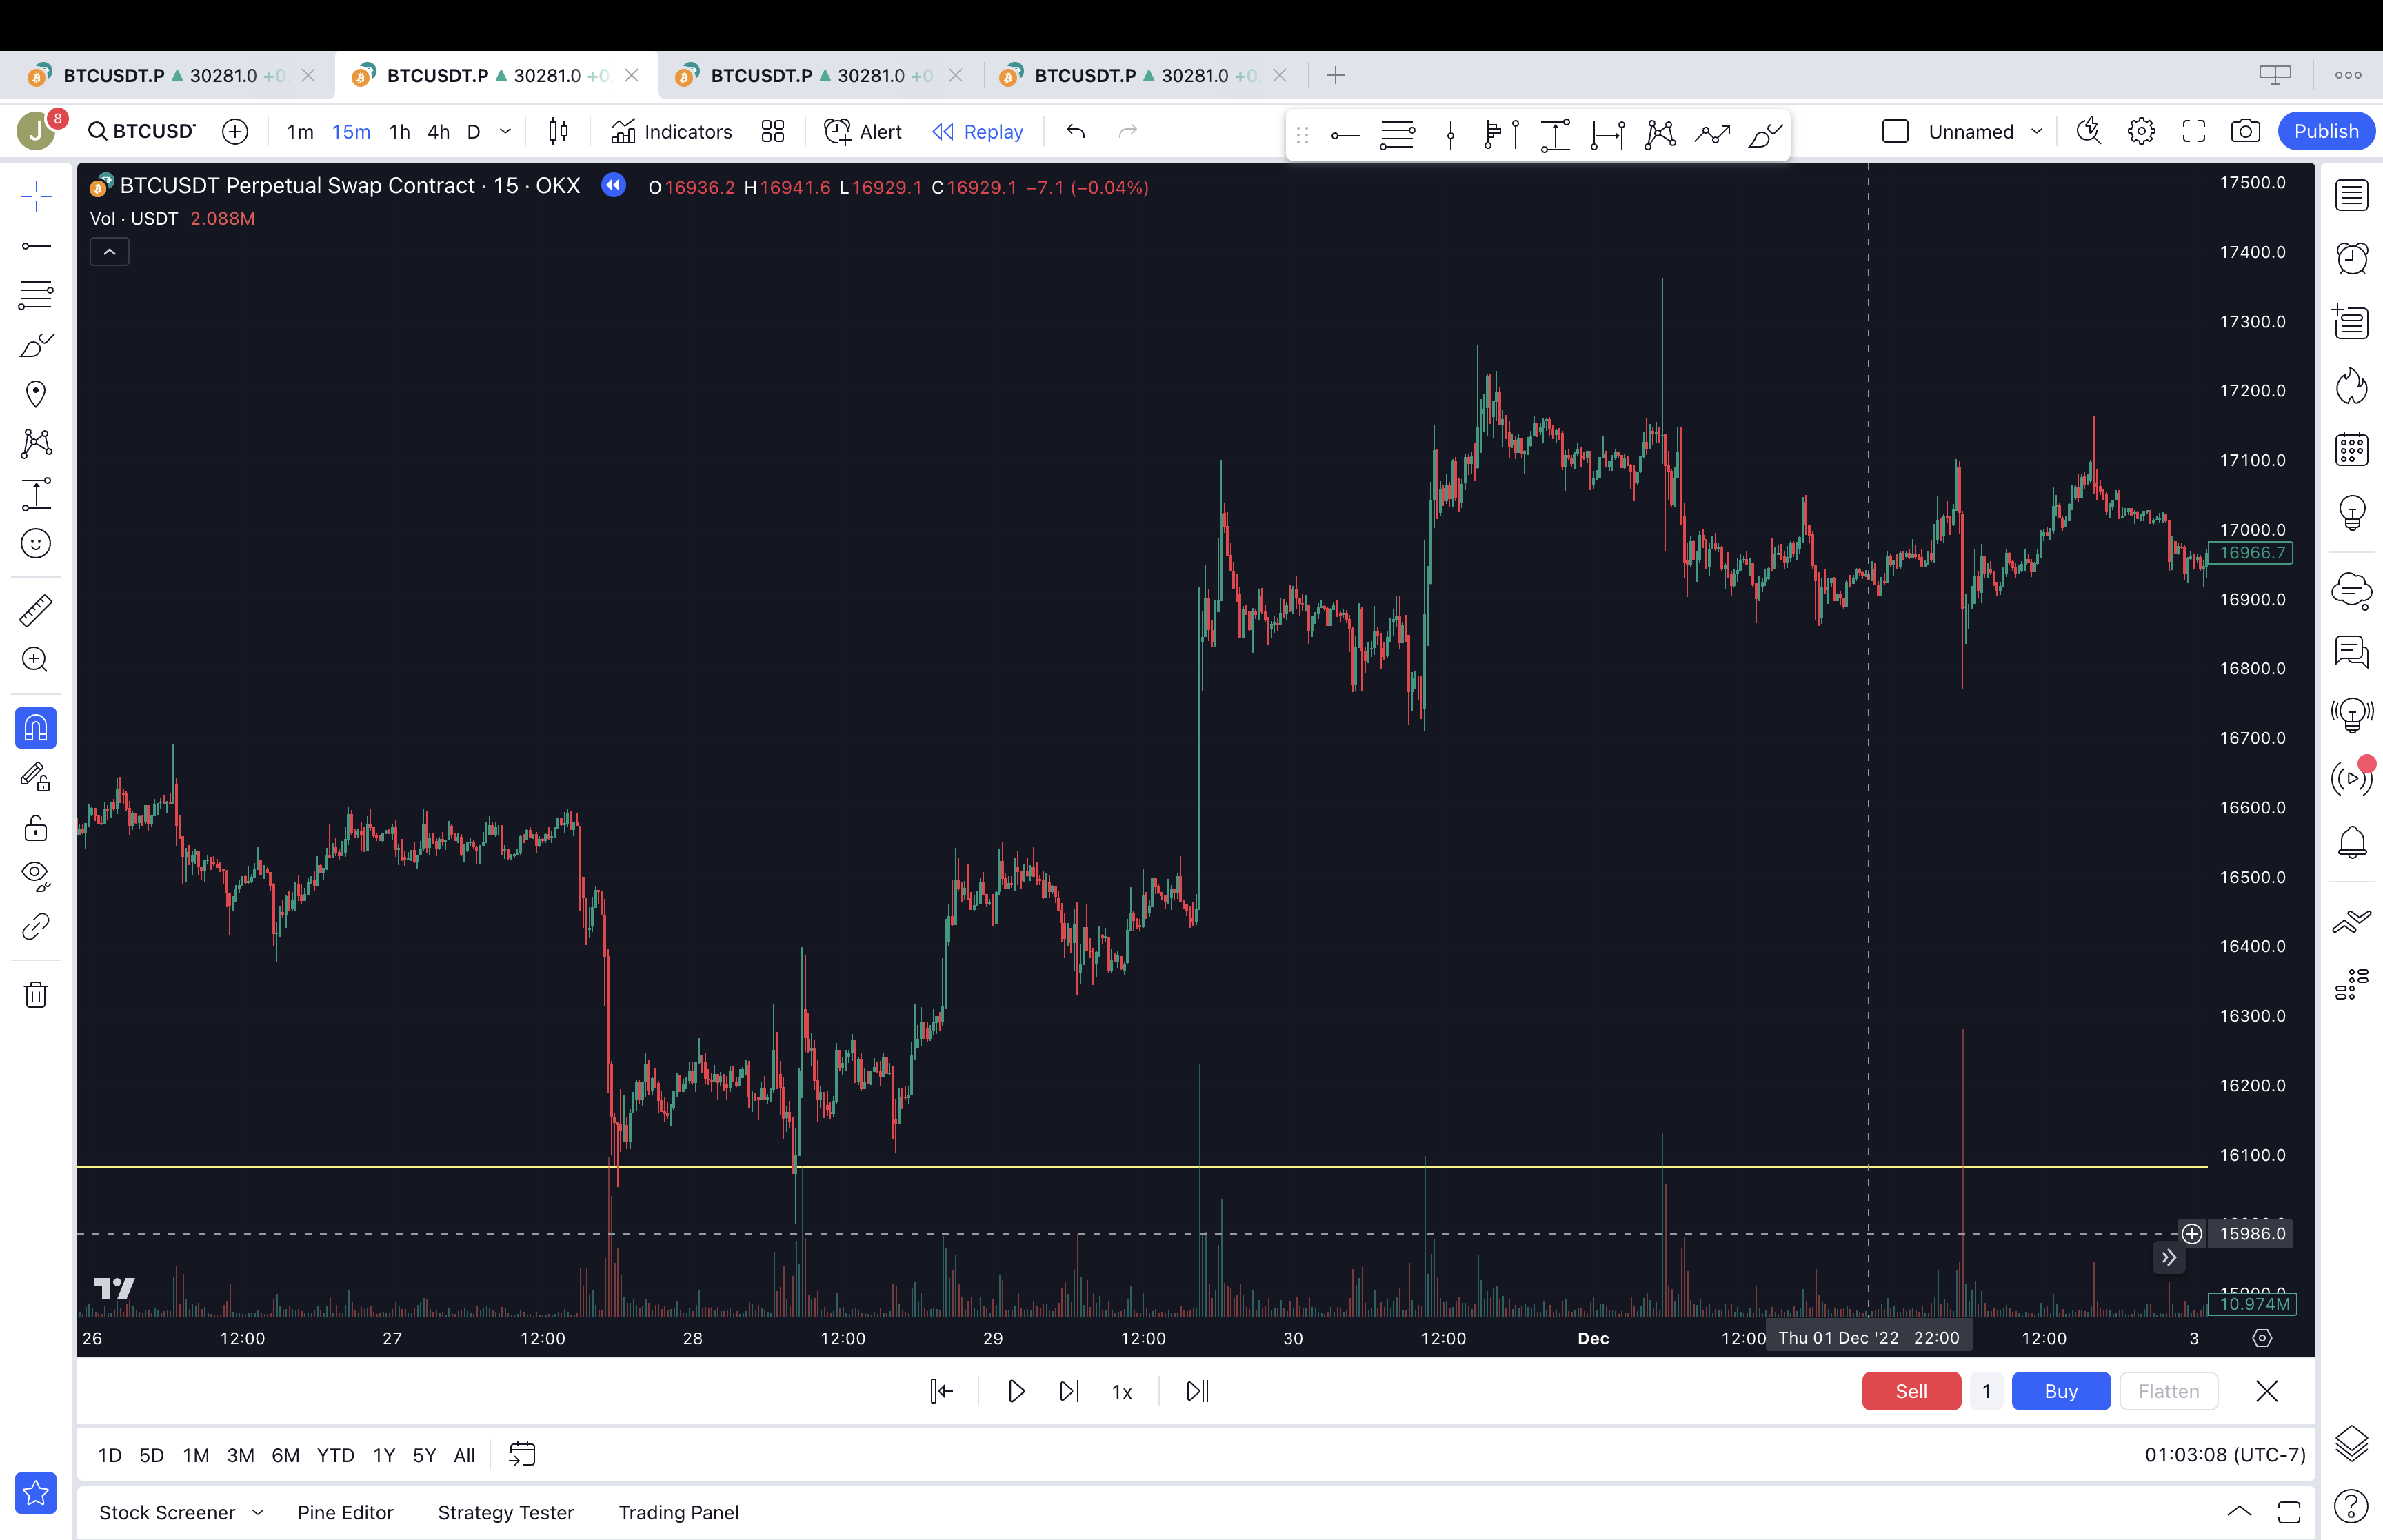 BTCUSDT.P ▲ 30281.0 +0. BTCUSDT.P ▲ 30281.0 +0. BTCUSDT.P ▲ 30281.0 +0. BTCUSDT.P ▲ 30281.0 +0.
J 8 BTCUSD 1m 15m 1h 4h D Indicators Alert Replay Unnamed Publish
BTCUSDT Perpetual Swap Contract · 15 · OKX O16936.2 H16941.6 L16929.1 C16929.1 −7.1 (−0.04%)
Vol · USDT 2.088M
17500.0
17400.0
17300.0
17200.0
17100.0
17000.0
16966.7
16900.0
16800.0
16700.0
16600.0
16500.0
16400.0
16300.0
16200.0
16100.0
15986.0
10.974M
26 12:00 27 12:00 28 12:00 29 12:00 30 12:00 Dec 12:00 Thu 01 Dec '22 22:00 12:00 3
1x Sell 1 Buy Flatten
1D 5D 1M 3M 6M YTD 1Y 5Y All 01:03:08 (UTC-7)
Stock Screener Pine Editor Strategy Tester Trading Panel